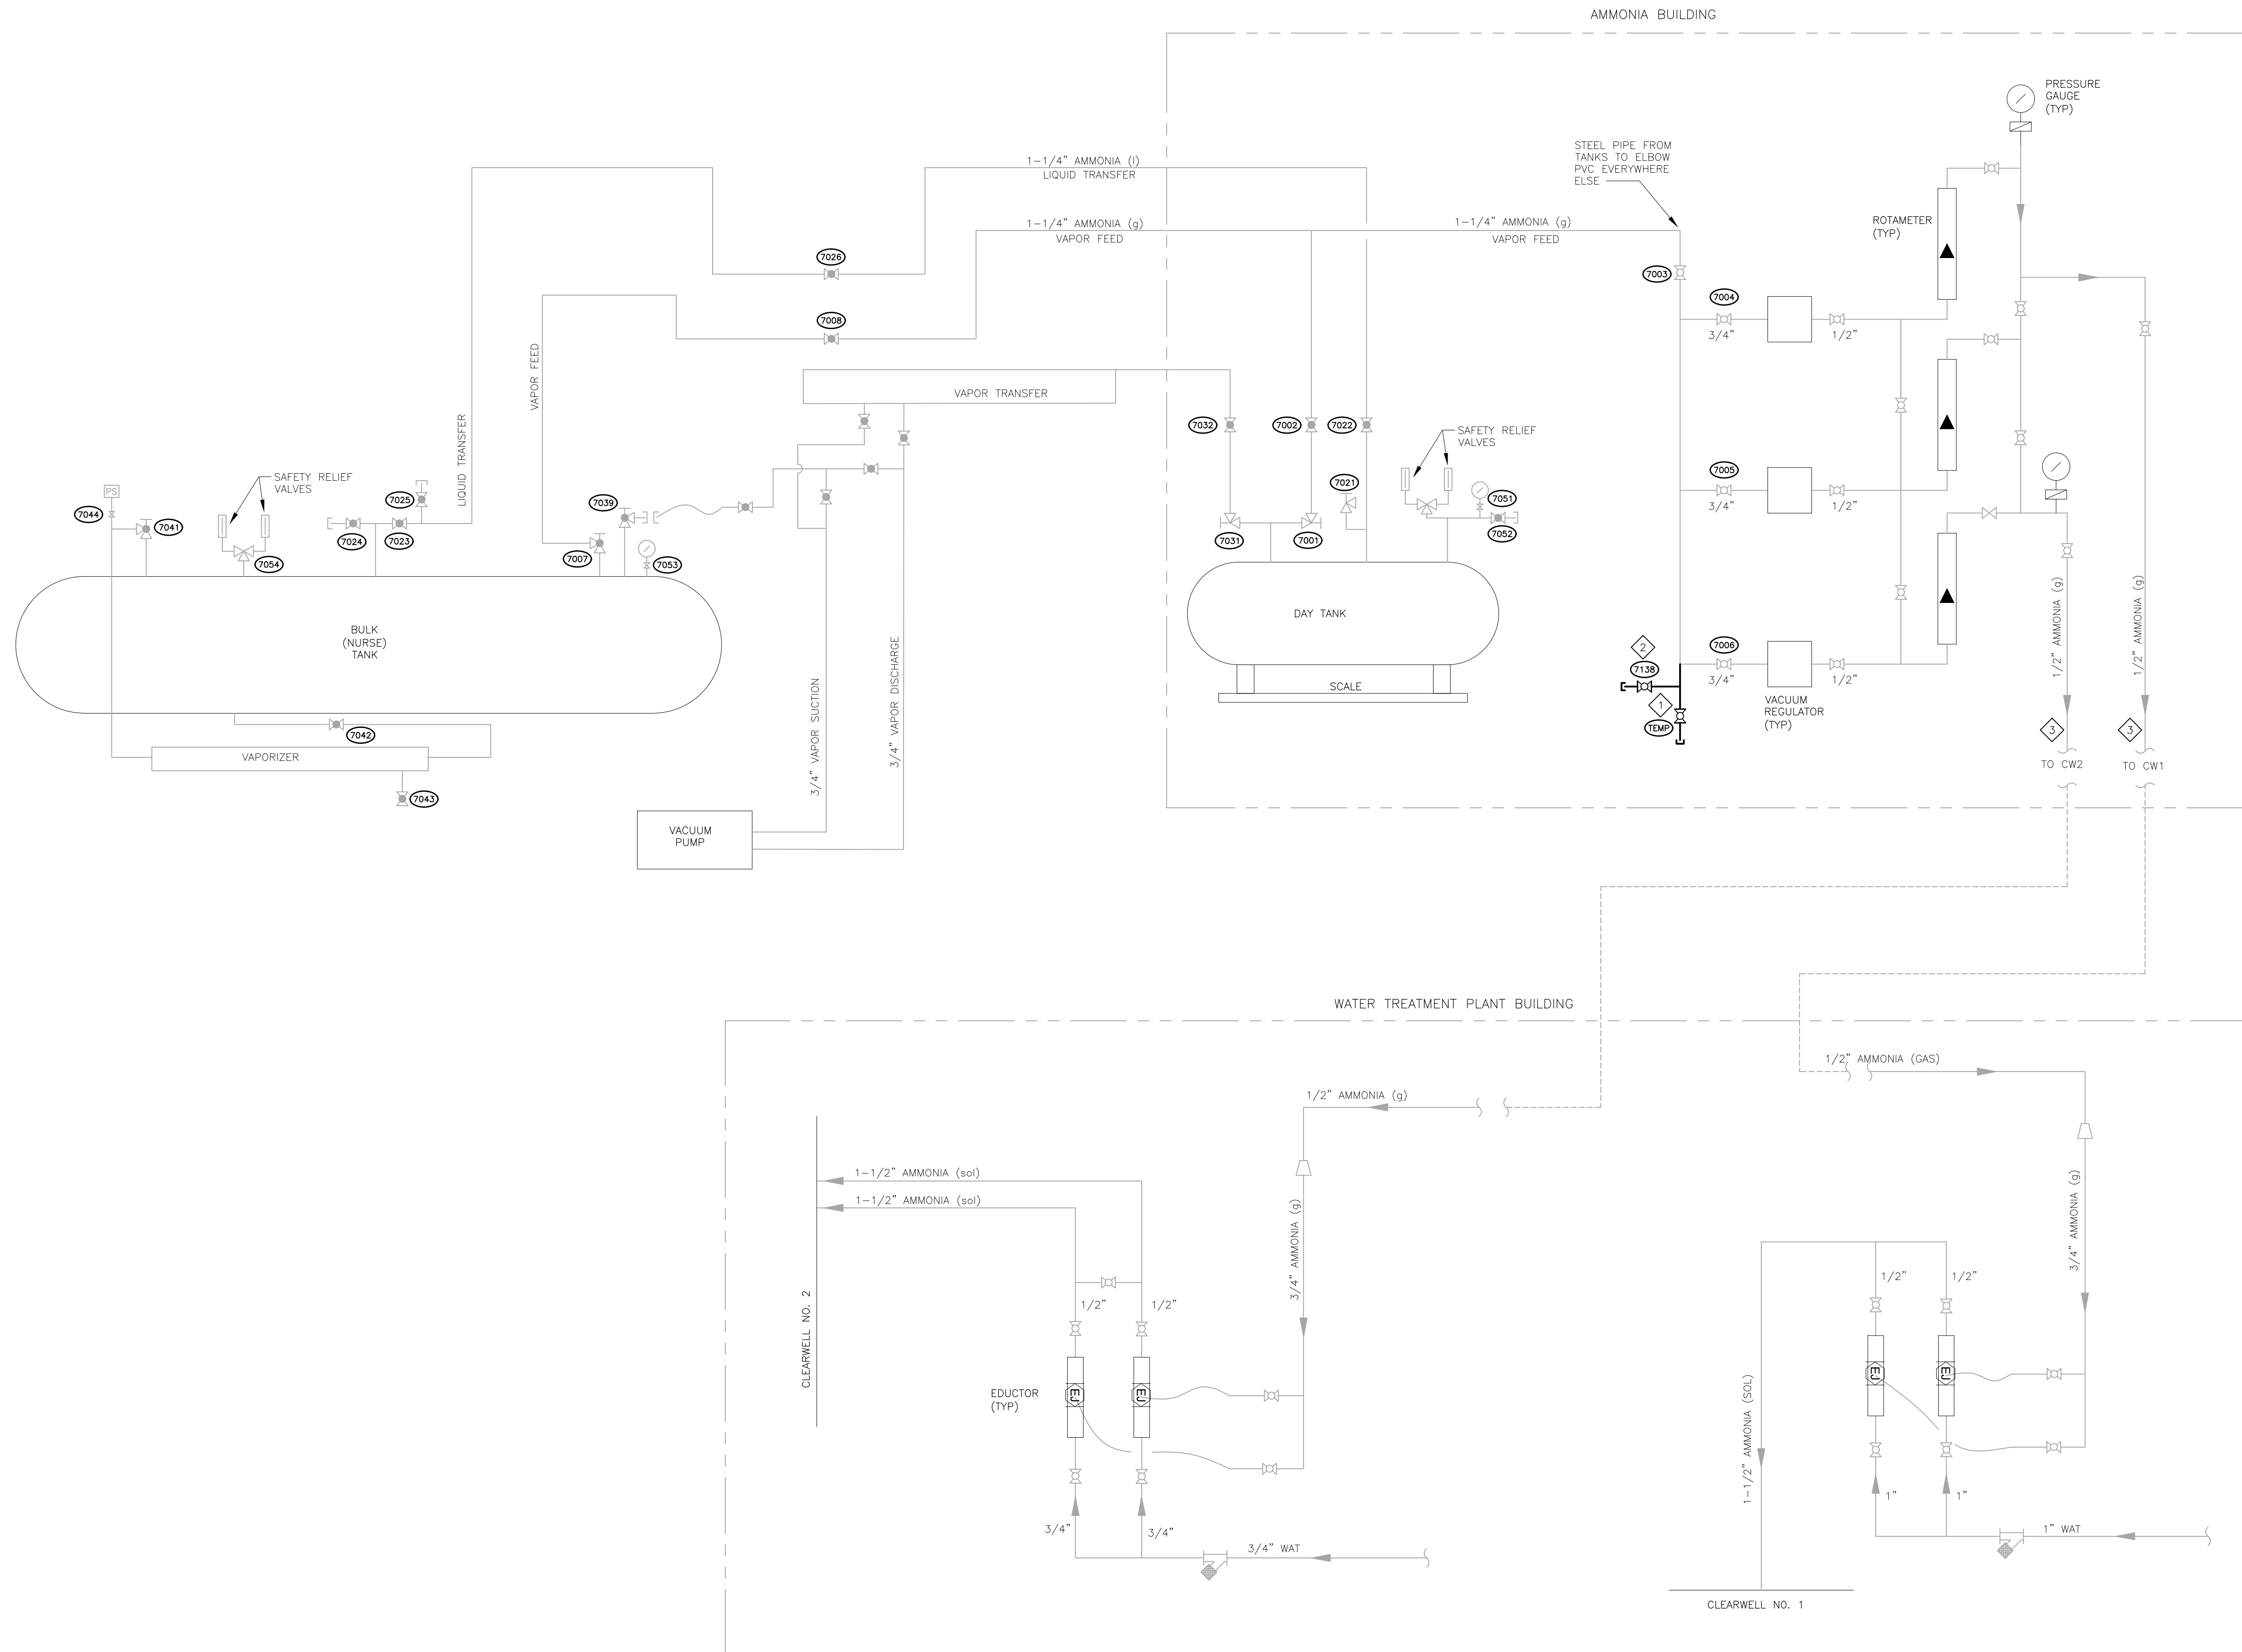 AMMONIA BUILDING
PRESSURE
GAUGE
(TYP)
STEEL PIPE FROM
TANKS TO ELBOW
PVC EVERYWHERE
ELSE
1-1/4" AMMONIA (l)
LIQUID TRANSFER
1-1/4" AMMONIA (g)
VAPOR FEED
1-1/4" AMMONIA (g)
VAPOR FEED
ROTAMETER
(TYP)
7026
7003
7004
7008
3/4"
1/2"
VAPOR FEED
VAPOR TRANSFER
LIQUID TRANSFER
7032
7002
7022
SAFETY RELIEF
VALVES
SAFETY RELIEF
VALVES
PS
7044
7041
7025
7039
7021
7051
7005
3/4"
1/2"
7024
7023
7054
7007
7053
7031
7001
7052
BULK
(NURSE)
TANK
DAY TANK
SCALE
2
7138
1
TEMP
7006
3/4"
1/2"
VACUUM
REGULATOR
(TYP)
1/2" AMMONIA (g)
1/2" AMMONIA (g)
3
3
TO CW2
TO CW1
7042
VAPORIZER
7043
3/4" VAPOR SUCTION
3/4" VAPOR DISCHARGE
VACUUM
PUMP
WATER TREATMENT PLANT BUILDING
1/2" AMMONIA (GAS)
1/2" AMMONIA (g)
1-1/2" AMMONIA (sol)
1-1/2" AMMONIA (sol)
3/4" AMMONIA (g)
3/4" AMMONIA (g)
CLEARWELL NO. 2
1/2"
1/2"
1/2"
1/2"
EDUCTOR
(TYP)
EJ
EJ
EJ
EJ
1-1/2" AMMONIA (SOL)
1"
1"
3/4"
3/4"
3/4" WAT
1" WAT
CLEARWELL NO. 1